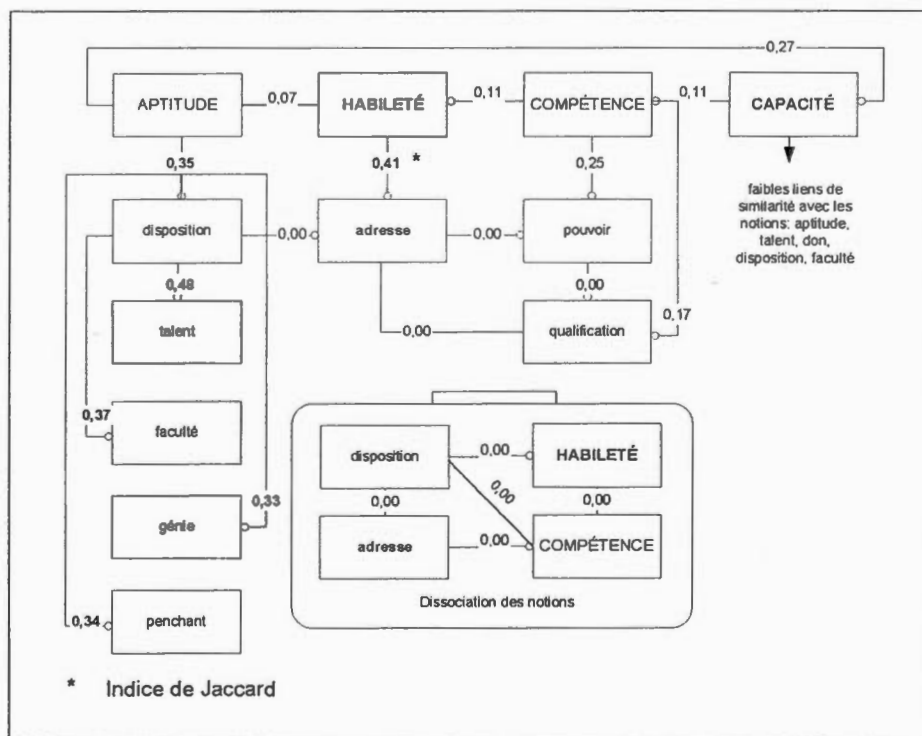 0,27
APTITUDE 0,07 HABILETÉ 0,11 COMPÉTENCE 0,11 CAPACITÉ
0,35 0,41 * 0,25
faibles liens de
similarité avec les
notions: aptitude,
talent, don,
disposition, faculté
disposition 0,00 adresse 0,00 pouvoir
0,48 0,00
talent 0,00 qualification 0,17
0,37 faculté
génie 0,33
0,34 penchant
disposition 0,00 HABILETÉ
0,00 0,00 0,00
adresse 0,00 COMPÉTENCE
Dissociation des notions
* Indice de Jaccard